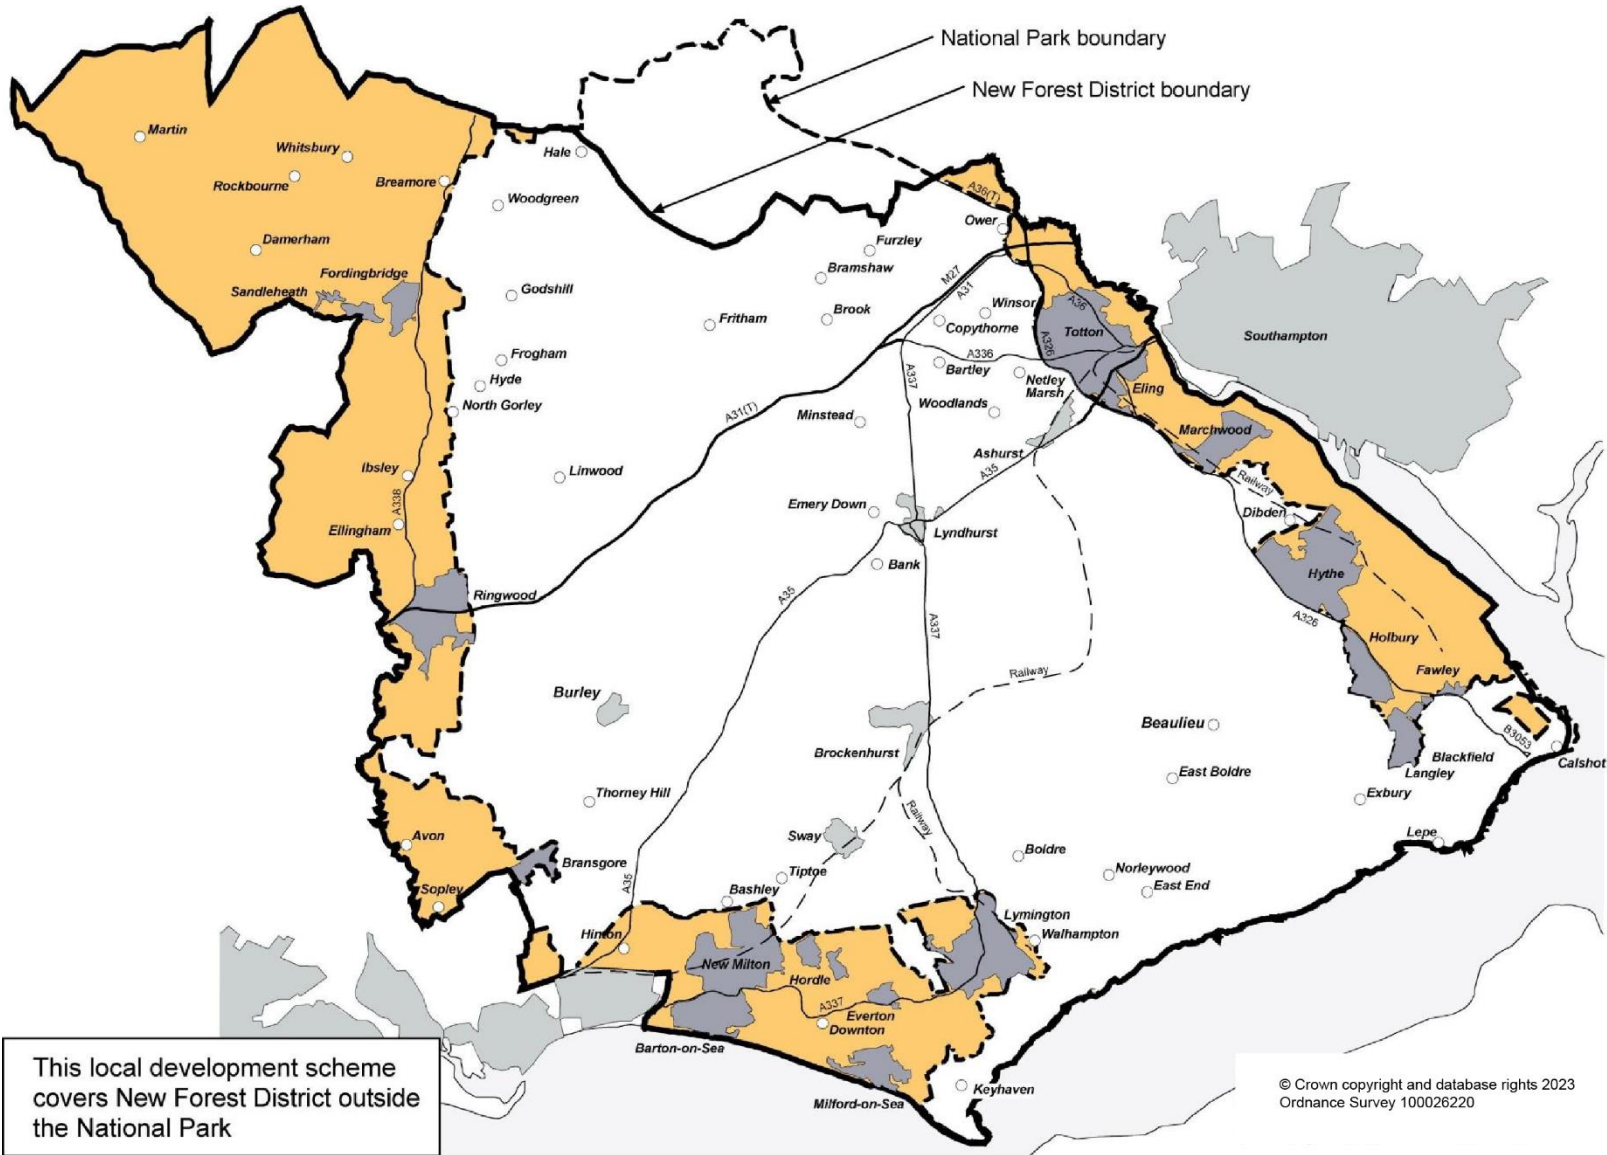 National Park boundary
New Forest District boundary
Martin
Whitsbury
Rockbourne
Breamore
Hale
Woodgreen
A36(T)
Ower
Damerham
Furzley
Fordingbridge
Bramshaw
M27
A31
Sandleheath
Godshill
Winsor
A36
Fritham
Brook
Copythorne
Totton
Southampton
A326
A336
Frogham
Bartley
Hyde
A337
Netley
Marsh
Eling
North Gorley
A31(T)
Minstead
Woodlands
Marchwood
Ashurst
Ibsley
Linwood
A35
Railway
A338
Emery Down
Dibden
Ellingham
Lyndhurst
Bank
Hythe
Ringwood
A35
A337
A326
Holbury
Railway
Fawley
Burley
Beaulieu
B3053
Brockenhurst
Blackfield
Calshot
East Boldre
Langley
Thorney Hill
Exbury
Railway
Avon
Sway
Lepe
Boldre
Bransgore
Tiptoe
Norleywood
A35
Sopley
Bashley
East End
Lymington
Hinton
Walhampton
New Milton
Hordle
A337
Everton
Downton
Barton-on-Sea
Keyhaven
Milford-on-Sea
This local development scheme
covers New Forest District outside
the National Park
© Crown copyright and database rights 2023
Ordnance Survey 100026220